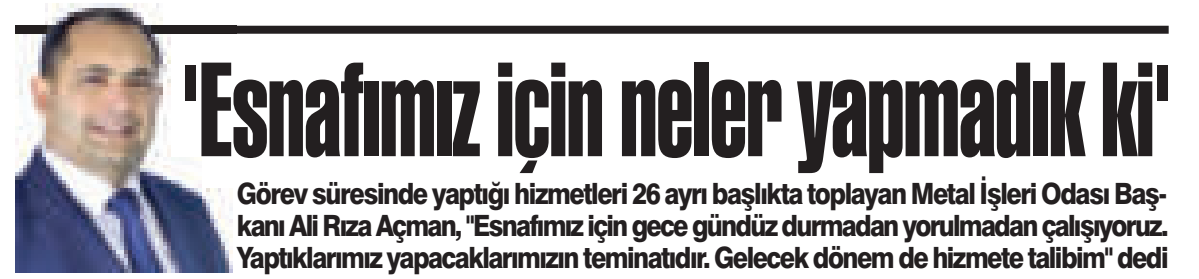 'Esnafımız için neler yapmadık ki'
Görev süresinde yaptığı hizmetleri 26 ayrı başlıkta toplayan Metal İşleri Odası Baş-
kanı Ali Rıza Açman, "Esnafımız için gece gündüz durmadan yorulmadan çalışıyoruz.
Yaptıklarımız yapacaklarımızın teminatıdır. Gelecek dönem de hizmete talibim" dedi